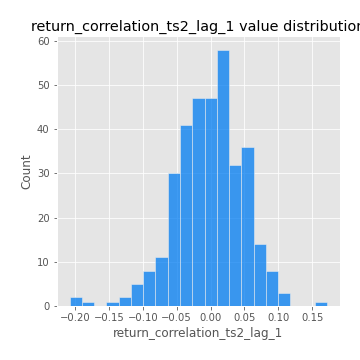 return_correlation_ts2_lag_1 value distribution
60
50
40
30
20
10
0
Count
−0.20 −0.15 −0.10 −0.05 0.00 0.05 0.10 0.15
return_correlation_ts2_lag_1